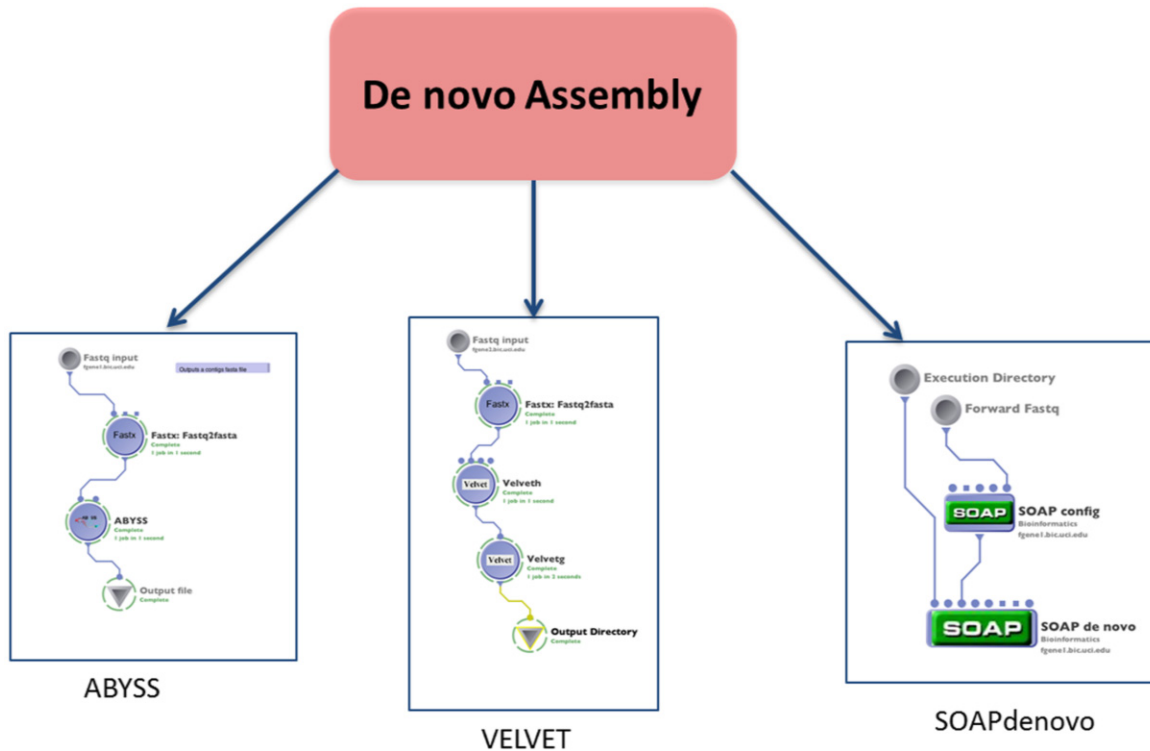 De novo Assembly
Fastq input
fgene1.bic.uci.edu
Outputs a contigs fasta file
Fastx
Fastx: Fastq2fasta
Complete
1 job in 1 second
ABYSS
Complete
1 job in 1 second
Output file
Complete
ABYSS
Fastq input
fgene2.bic.uci.edu
Fastx
Fastx: Fastq2fasta
Complete
1 job in 1 second
Velvet
Velveth
Complete
1 job in 1 second
Velvet
Velvetg
Complete
1 job in 2 seconds
Output Directory
Complete
VELVET
Execution Directory
Forward Fastq
SOAP
SOAP config
Bioinformatics
fgene1.bic.uci.edu
SOAP
SOAP de novo
Bioinformatics
fgene1.bic.uci.edu
SOAPdenovo